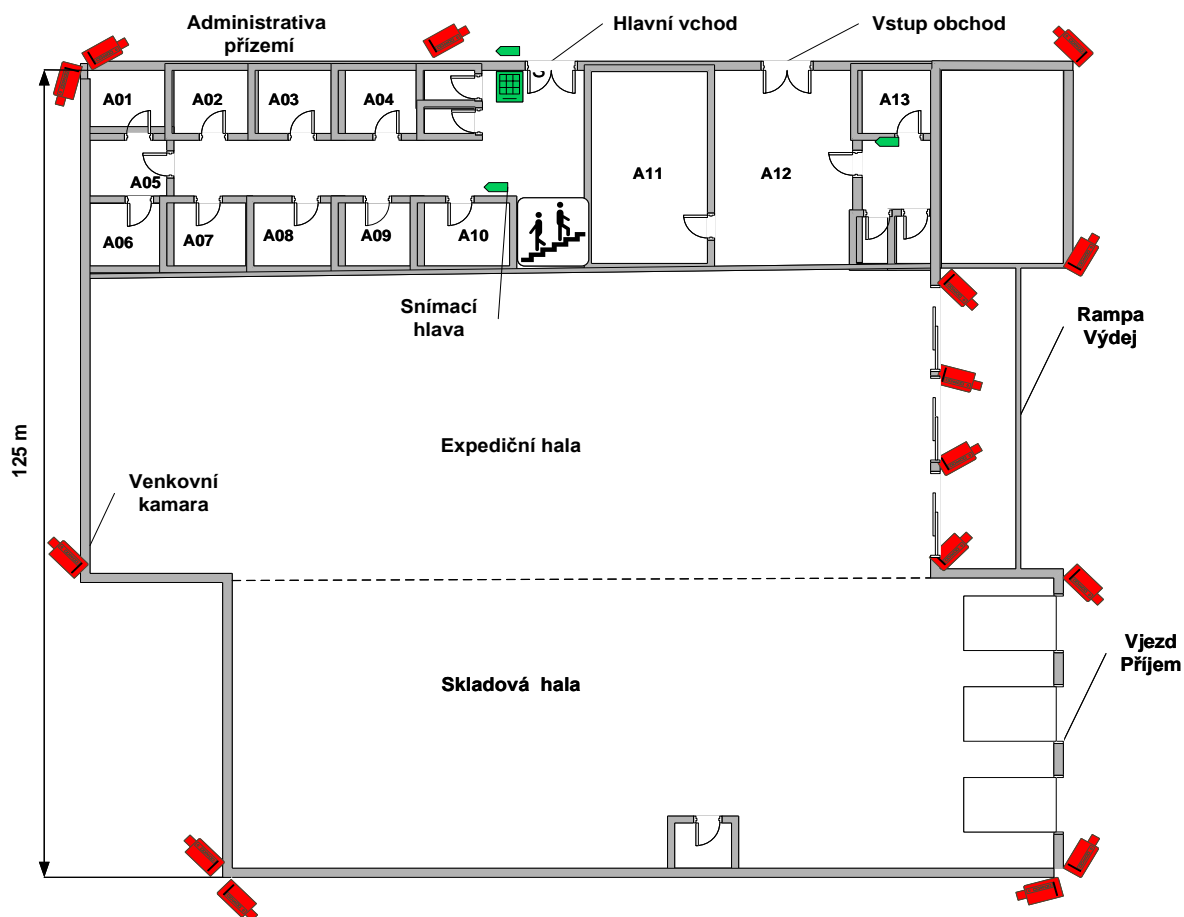 Administrativa
přízemí
Hlavní vchod
Vstup obchod
A01
A02
A03
A04
A13
A05
A11
A12
A06
A07
A08
A09
A10
Snímací
hlava
Rampa
Výdej
125 m
Expediční hala
Venkovní
kamara
Skladová hala
Vjezd
Příjem